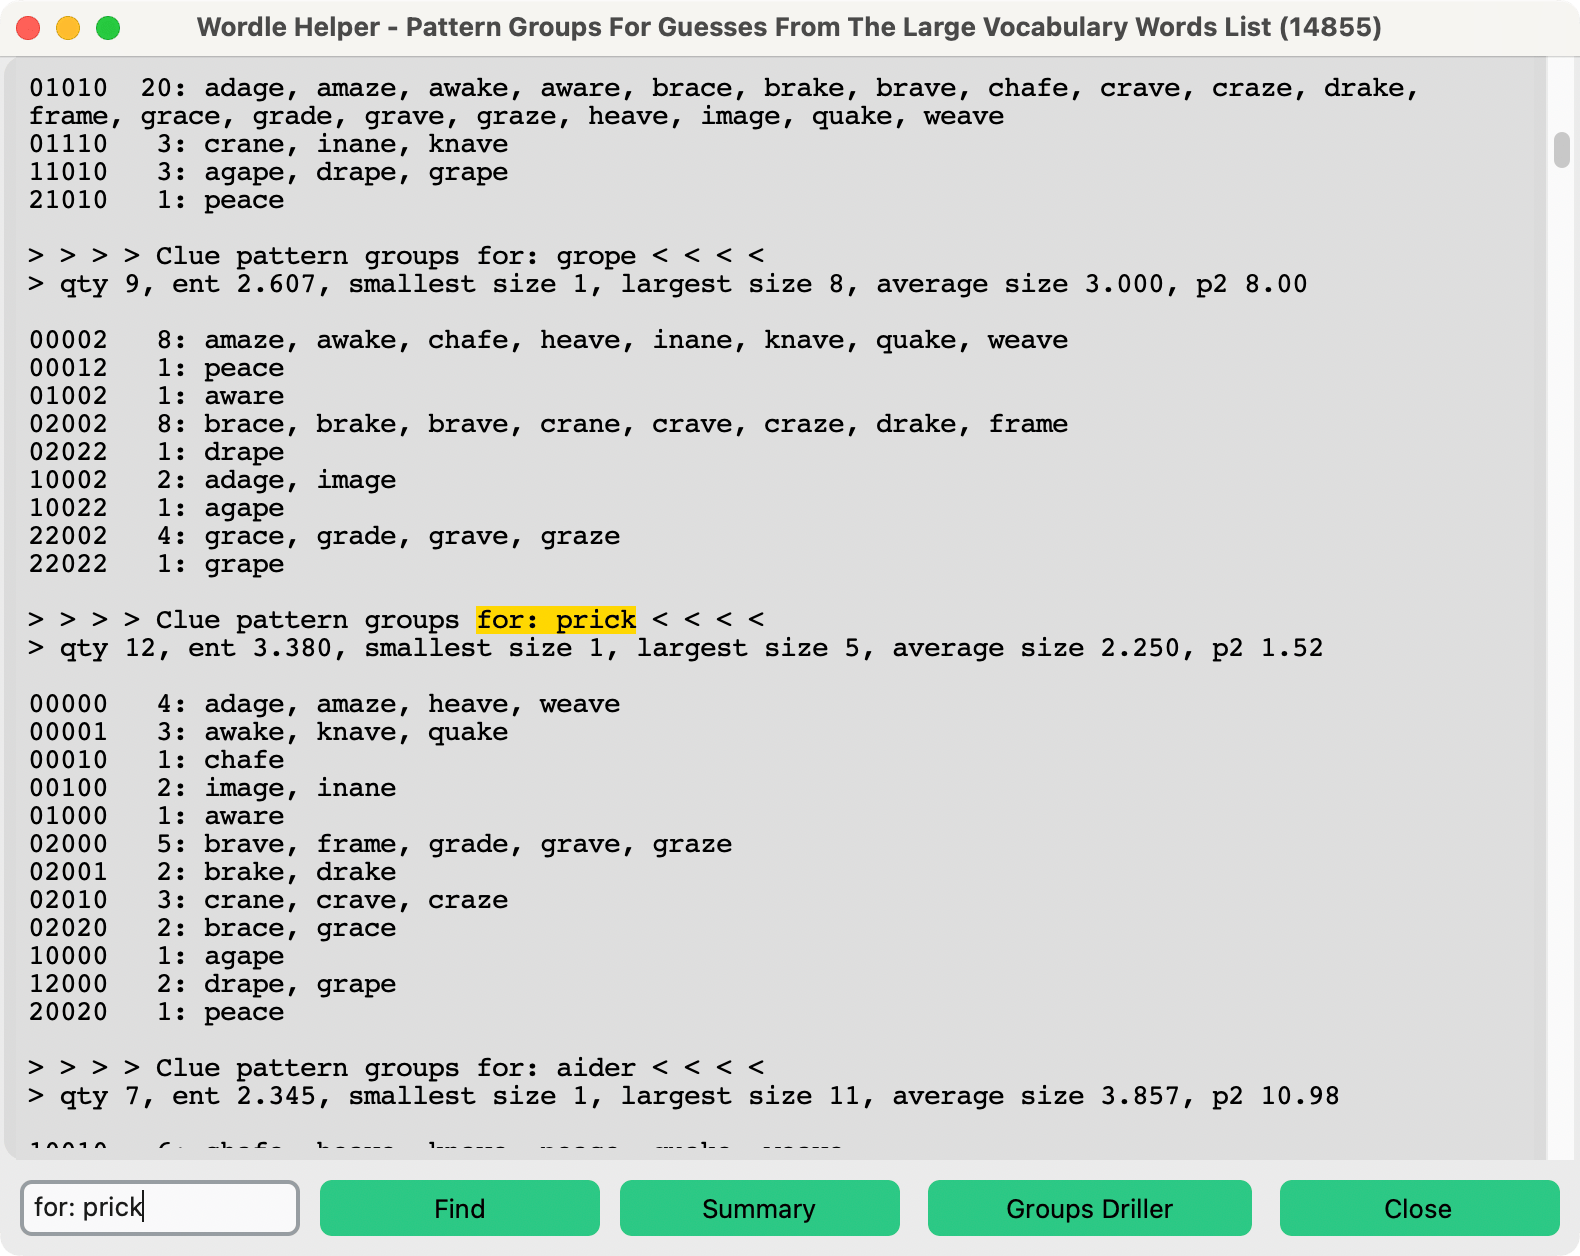 Wordle Helper - Pattern Groups For Guesses From The Large Vocabulary Words List (14855)
01010  20: adage, amaze, awake, aware, brace, brake, brave, chafe, crave, craze, drake,
frame, grace, grade, grave, graze, heave, image, quake, weave
01110   3: crane, inane, knave
11010   3: agape, drape, grape
21010   1: peace
> > > > Clue pattern groups for: grope < < < <
> qty 9, ent 2.607, smallest size 1, largest size 8, average size 3.000, p2 8.00
00002   8: amaze, awake, chafe, heave, inane, knave, quake, weave
00012   1: peace
01002   1: aware
02002   8: brace, brake, brave, crane, crave, craze, drake, frame
02022   1: drape
10002   2: adage, image
10022   1: agape
22002   4: grace, grade, grave, graze
22022   1: grape
> > > > Clue pattern groups for: prick < < < <
> qty 12, ent 3.380, smallest size 1, largest size 5, average size 2.250, p2 1.52
00000   4: adage, amaze, heave, weave
00001   3: awake, knave, quake
00010   1: chafe
00100   2: image, inane
01000   1: aware
02000   5: brave, frame, grade, grave, graze
02001   2: brake, drake
02010   3: crane, crave, craze
02020   2: brace, grace
10000   1: agape
12000   2: drape, grape
20020   1: peace
> > > > Clue pattern groups for: aider < < < <
> qty 7, ent 2.345, smallest size 1, largest size 11, average size 3.857, p2 10.98
10010   6: chafe, heave, knave, peace, quake, weave
for: prick
Find
Summary
Groups Driller
Close